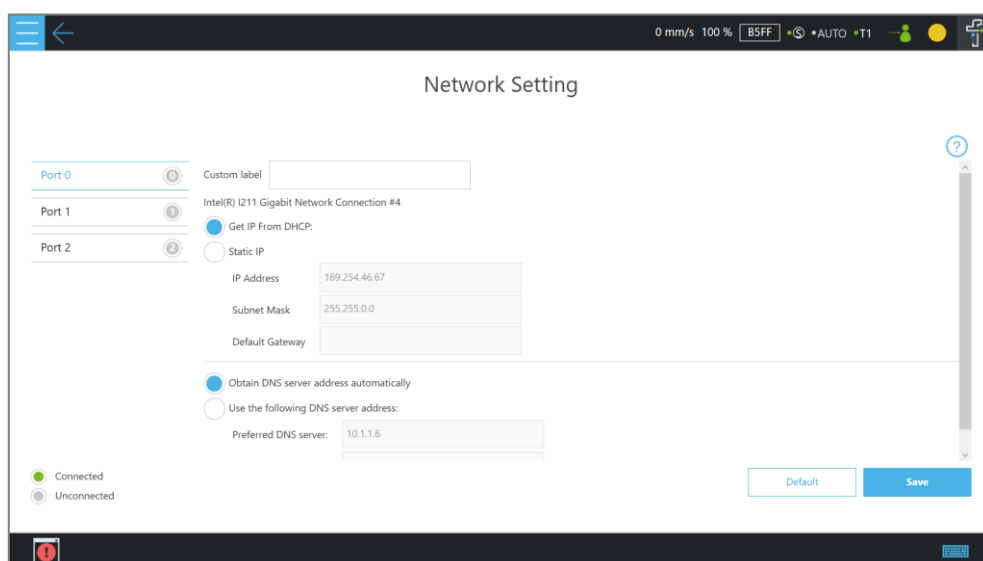 0 mm/s 100 % B5FF •Ⓢ •AUTO •T1
Network Setting
?
Port 0 0
Custom label
Port 1 1
Port 2 2
Intel(R) I211 Gigabit Network Connection #4
Get IP From DHCP:
Static IP
IP Address 169.254.46.67
Subnet Mask 255.255.0.0
Default Gateway
Obtain DNS server address automatically
Use the following DNS server address:
Preferred DNS server: 10.1.1.6
Connected
Unconnected
Default
Save